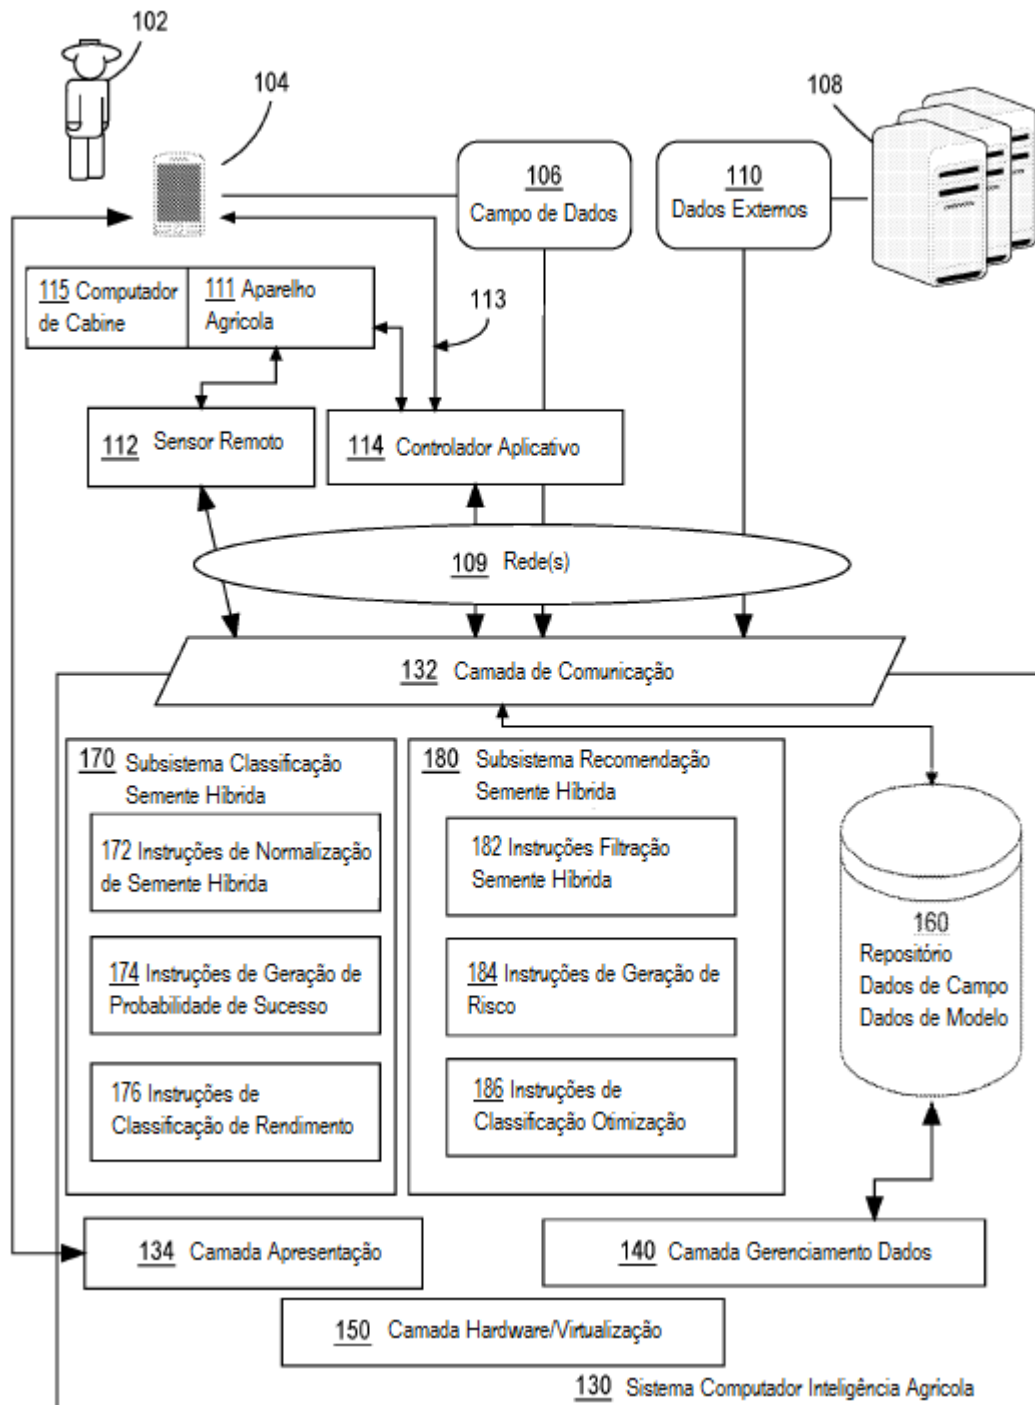 102
104
108
106
Campo de Dados
110
Dados Externos
115 Computador
de Cabine
111 Aparelho
Agrícola
113
112 Sensor Remoto
114 Controlador Aplicativo
109 Rede(s)
132 Camada de Comunicação
170 Subsistema Classificação
Semente Híbrida
172 Instruções de Normalização
de Semente Híbrida
174 Instruções de Geração de
Probabilidade de Sucesso
176 Instruções de
Classificação de Rendimento
180 Subsistema Recomendação
Semente Híbrida
182 Instruções Filtração
Semente Híbrida
184 Instruções de Geração de
Risco
186 Instruções de
Classificação Otimização
160
Repositório
Dados de Campo
Dados de Modelo
134 Camada Apresentação
140 Camada Gerenciamento Dados
150 Camada Hardware/Virtualização
130 Sistema Computador Inteligência Agrícola